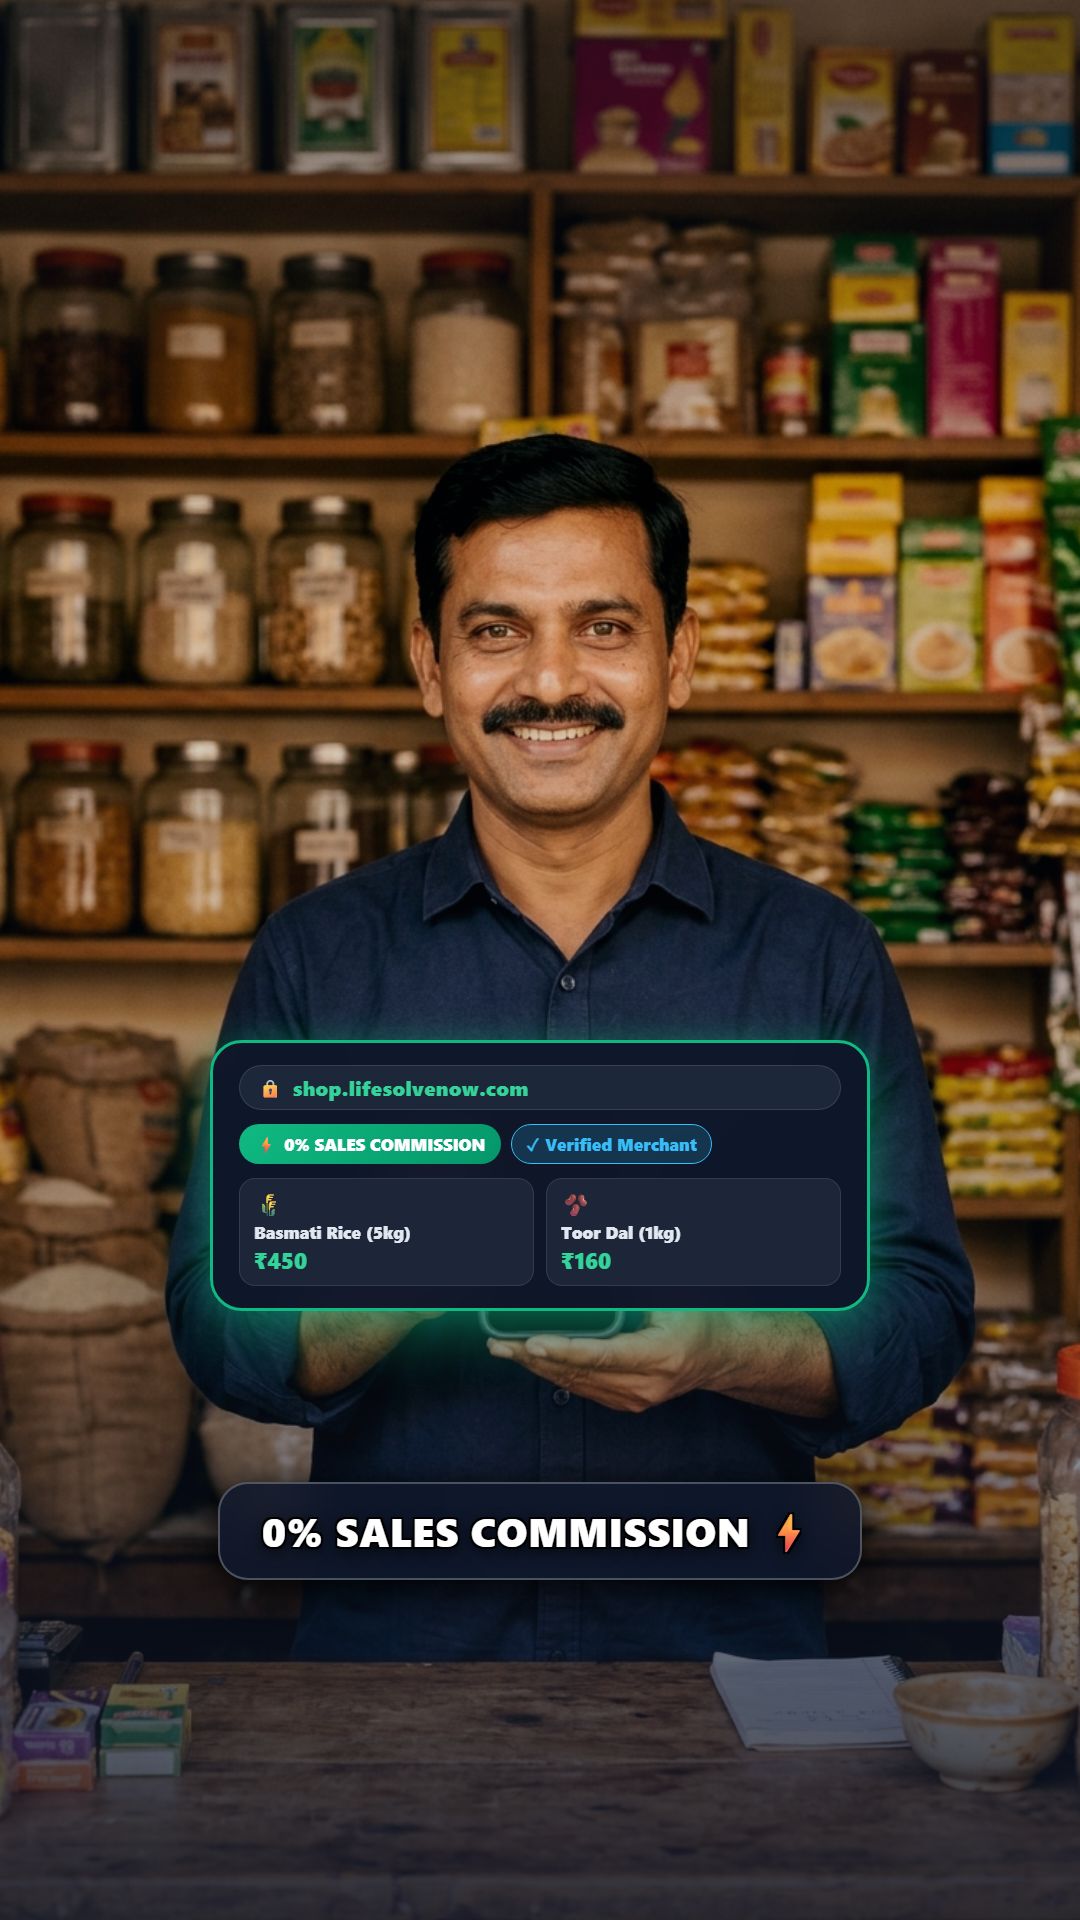 shop.lifesolvenow.com
0% SALES COMMISSION
✓ Verified Merchant
Basmati Rice (5kg)
₹450
Toor Dal (1kg)
₹160
0% SALES COMMISSION